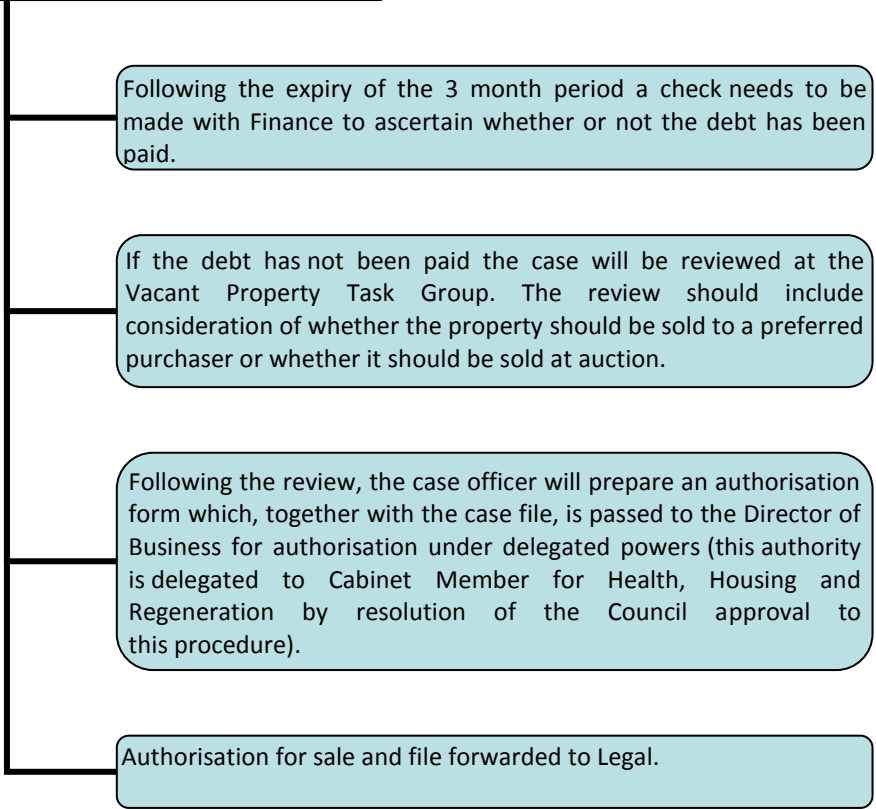 Following the expiry of the 3 month period a check needs to be
made with Finance to ascertain whether or not the debt has been
paid.
If the debt has not been paid the case will be reviewed at the
Vacant Property Task Group. The review should include
consideration of whether the property should be sold to a preferred
purchaser or whether it should be sold at auction.
Following the review, the case officer will prepare an authorisation
form which, together with the case file, is passed to the Director of
Business for authorisation under delegated powers (this authority
is delegated to Cabinet Member for Health, Housing and
Regeneration by resolution of the Council approval to
this procedure).
Authorisation for sale and file forwarded to Legal.